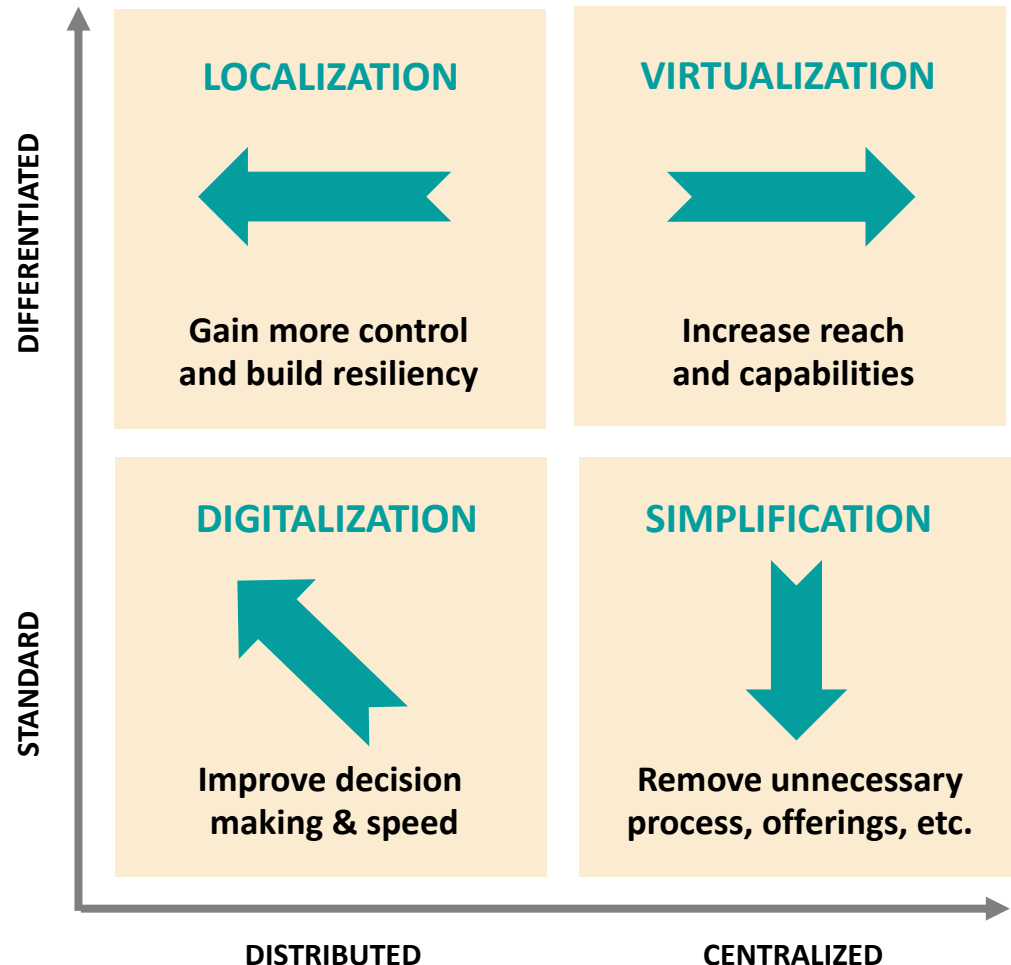 DIFFERENTIATED
LOCALIZATION
Gain more control
and build resiliency
VIRTUALIZATION
Increase reach
and capabilities
STANDARD
DIGITALIZATION
Improve decision
making & speed
SIMPLIFICATION
Remove unnecessary
process, offerings, etc.
DISTRIBUTED
CENTRALIZED